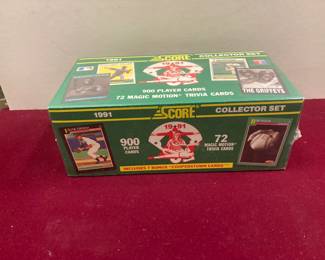 1991
SCORE
COLLECTOR SET
900 PLAYER CARDS
72 MAGIC MOTION TRIVIA CARDS
THE GRIFFEYS
1991
SCORE
COLLECTOR SET
900
PLAYER
CARDS
1991
72
MAGIC MOTION
TRIVIA CARDS
INCLUDES 7 BONUS "COOPERSTOWN CARDS"